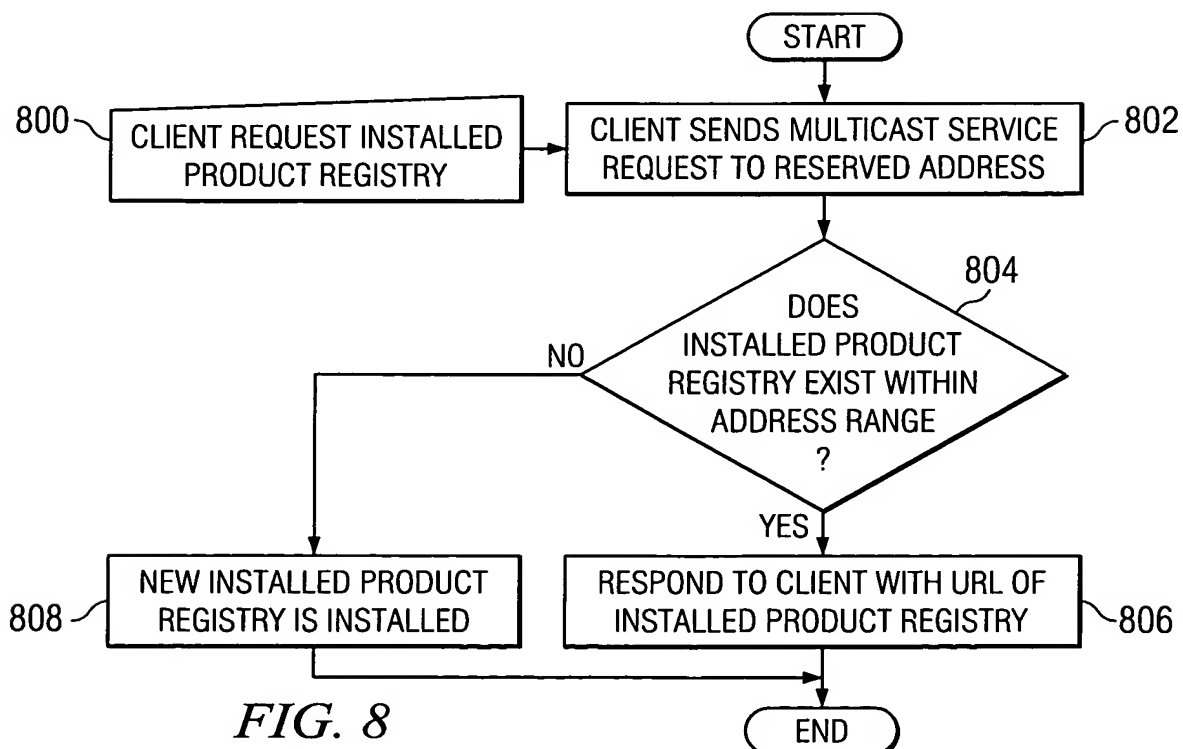 START
800
CLIENT REQUEST INSTALLED
PRODUCT REGISTRY
CLIENT SENDS MULTICAST SERVICE
REQUEST TO RESERVED ADDRESS
802
804
DOES
INSTALLED PRODUCT
REGISTRY EXIST WITHIN
ADDRESS RANGE
?
NO
YES
808
NEW INSTALLED PRODUCT
REGISTRY IS INSTALLED
RESPOND TO CLIENT WITH URL OF
INSTALLED PRODUCT REGISTRY
806
FIG. 8
END